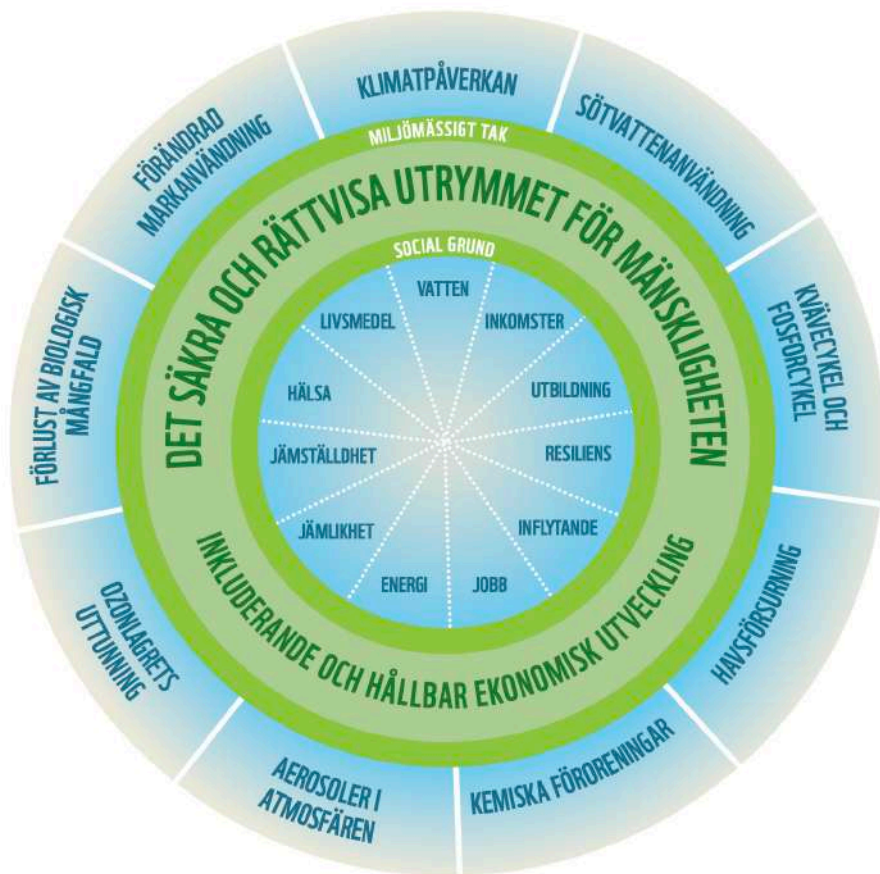 KLIMATPÅVERKAN
SÖTVATTENANVÄNDNING
KVÄVECYKEL OCH
FOSFORCYKEL
HAVSFÖRSURNING
KEMISKA FÖRORENINGAR
AEROSOLER I
ATMOSFÄREN
OZONLAGRETS
UTTUNNING
FÖRLUST AV BIOLOGISK
MÅNGFALD
FÖRÄNDRAD
MARKANVÄNDNING
MILJÖMÄSSIGT TAK
DET SÄKRA OCH RÄTTVISA UTRYMMET FÖR MÄNSKLIGHETEN
INKLUDERANDE OCH HÅLLBAR EKONOMISK UTVECKLING
SOCIAL GRUND
VATTEN
INKOMSTER
UTBILDNING
RESILIENS
INFLYTANDE
JOBB
ENERGI
JÄMLIKHET
JÄMSTÄLLDHET
HÄLSA
LIVSMEDEL